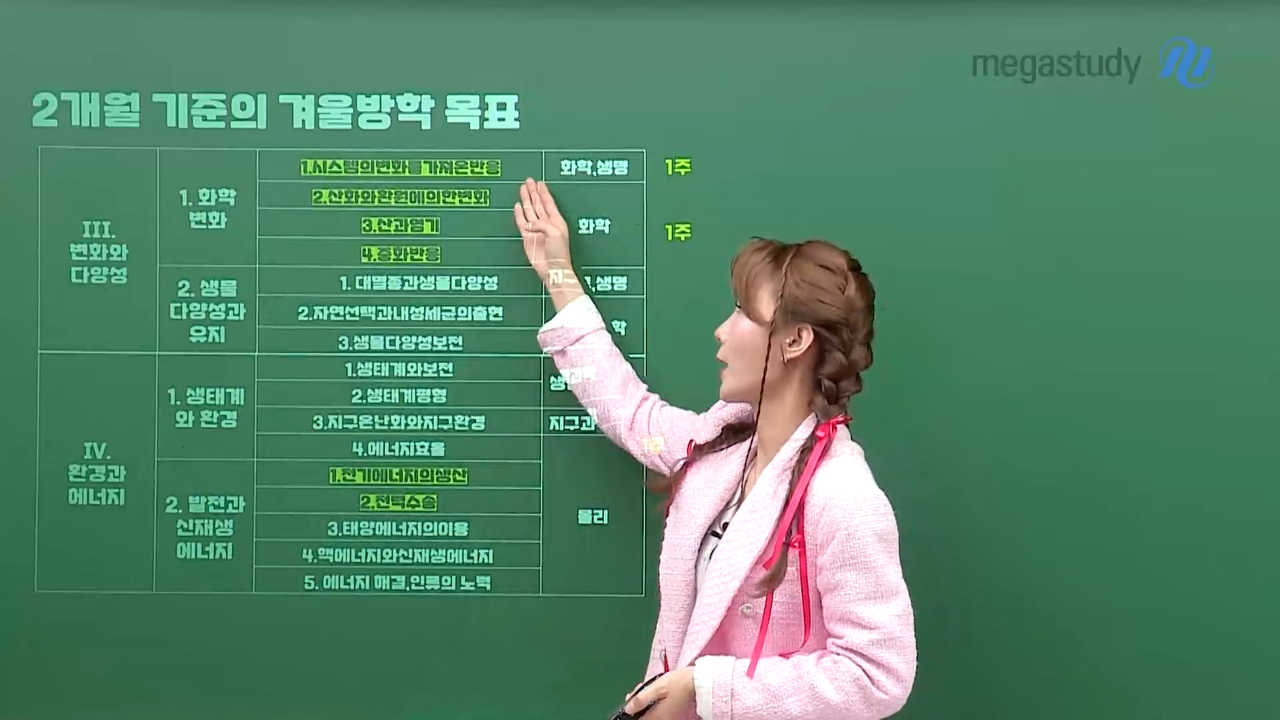 megastudy
2개월 기준의 겨울방학 목표
III.
변화와
다양성
1. 화학
변화
1.시스템의변화를가져온반응
화학,생명
1주
2.산화와환원에의한변화
3.산과염기
화학
1주
4.중화반응
2. 생물
다양성과
유지
1. 대멸종과생물다양성
,생명
2.자연선택과내성세균의출현
3.생물다양성보전
IV.
환경과
에너지
1. 생태계
와 환경
1.생태계와보전
2.생태계평형
3.지구온난화와지구환경
지구과
4.에너지효율
2. 발전과
신재생
에너지
1.전기에너지의생산
2.전력수송
3.태양에너지의이용
물리
4.핵에너지와신재생에너지
5. 에너지 해결,인류의 노력